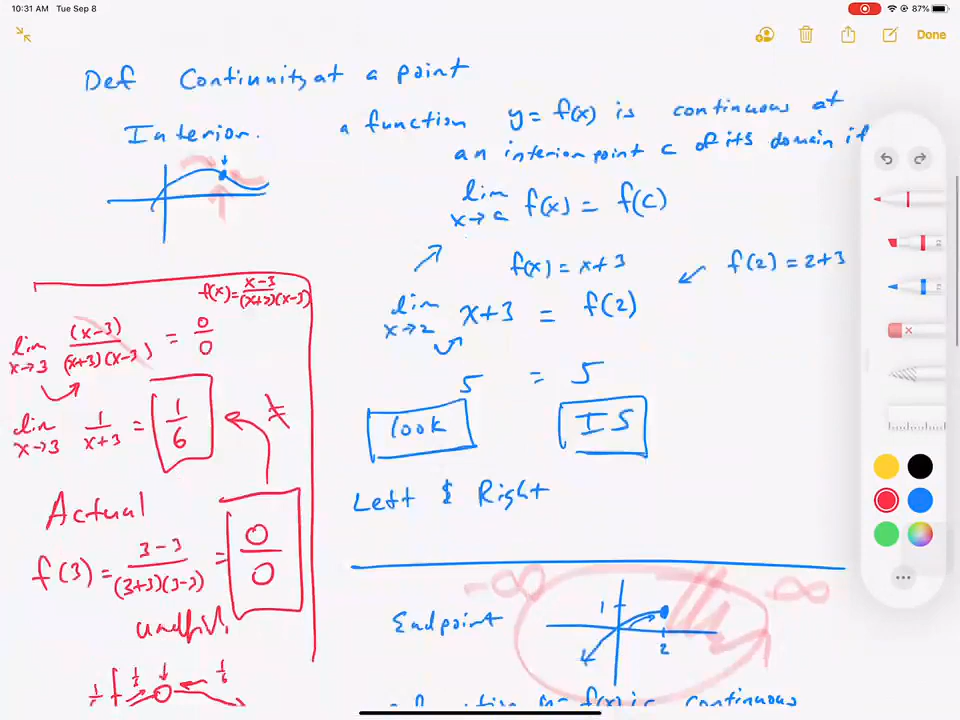 10:31 AM Tue Sep 8
87%
Done
Def Continuity at a point
Interior.
a function y = f(x) is continuous at
an interior point c of its domain if
lim x→c f(x) = f(c)
f(x) = x+3
f(2) = 2+3
lim x→2 x+3 = f(2)
5 = 5
look
IS
Left & Right
f(x) = x-3 / (x+3)(x-3)
lim x→3 (x-3) / (x+3)(x-3) = 0/0
lim x→3 1/x+3 = 1/6
≠
Actual
f(3) = 3-3 / (3+3)(3-3) = 0/0
1/6
-∞
-∞
Endpoint
1
2
y = f(x) is continuous